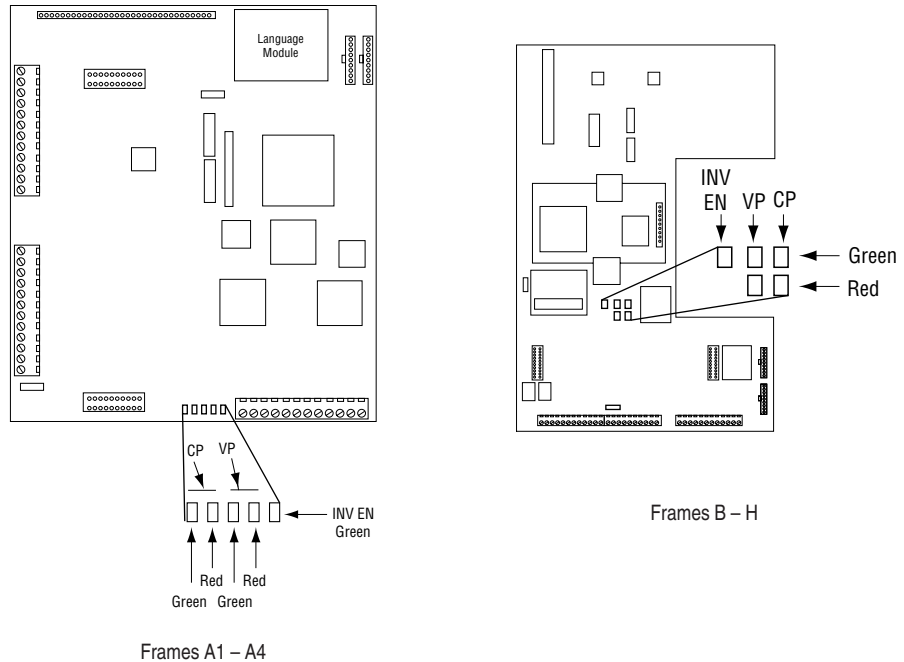 Language
Module
CP VP
INV EN
Green
Red Red
Green Green
Frames A1 – A4
INV
EN VP CP
Green
Red
Frames B – H